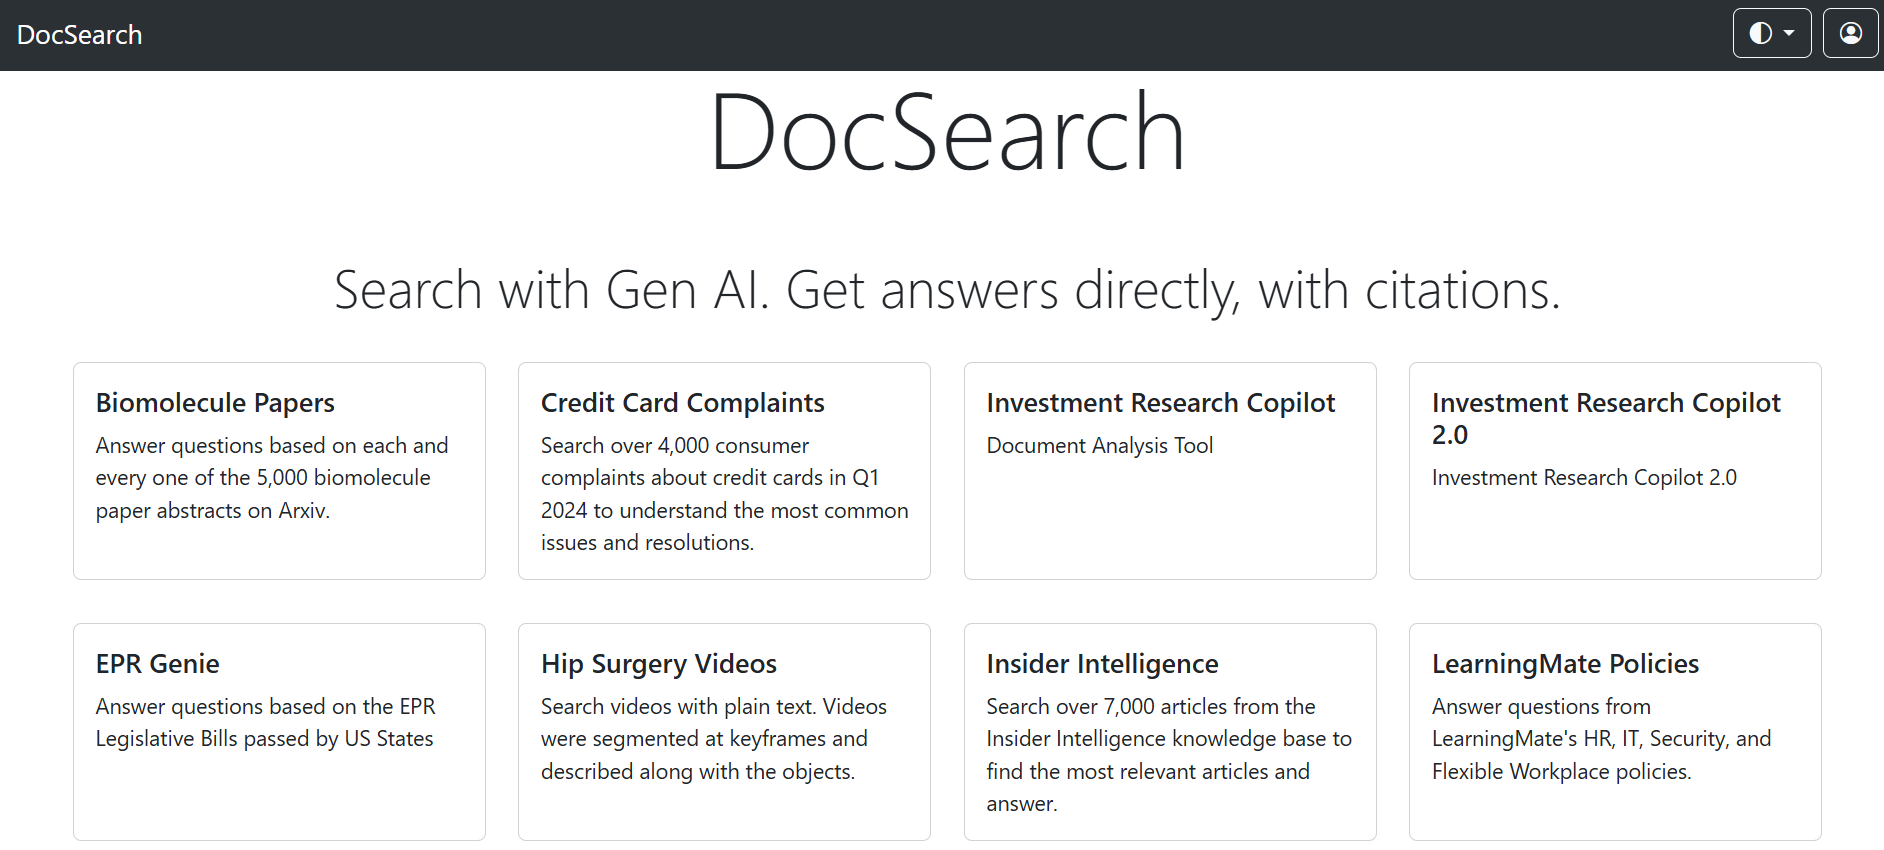 DocSearch
DocSearch
Search with Gen AI. Get answers directly, with citations.
Biomolecule Papers
Answer questions based on each and
every one of the 5,000 biomolecule
paper abstracts on Arxiv.
Credit Card Complaints
Search over 4,000 consumer
complaints about credit cards in Q1
2024 to understand the most common
issues and resolutions.
Investment Research Copilot
Document Analysis Tool
Investment Research Copilot
2.0
Investment Research Copilot 2.0
EPR Genie
Answer questions based on the EPR
Legislative Bills passed by US States
Hip Surgery Videos
Search videos with plain text. Videos
were segmented at keyframes and
described along with the objects.
Insider Intelligence
Search over 7,000 articles from the
Insider Intelligence knowledge base to
find the most relevant articles and
answer.
LearningMate Policies
Answer questions from
LearningMate's HR, IT, Security, and
Flexible Workplace policies.